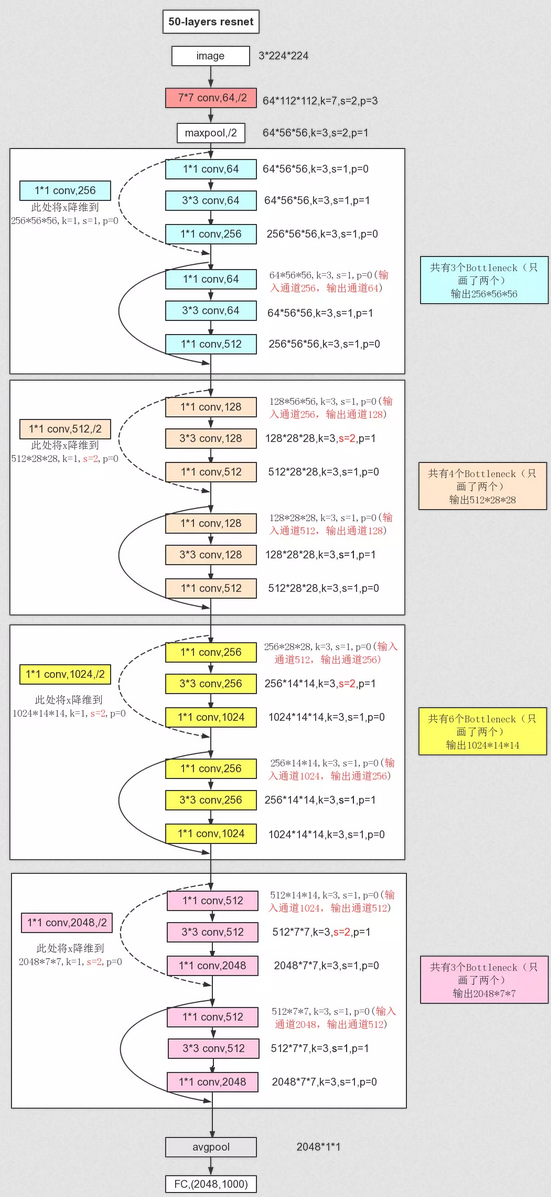 50-layers resnet
image
3*224*224
7*7 conv,64,/2
64*112*112,k=7,s=2,p=3
maxpool,/2
64*56*56,k=3,s=2,p=1
1*1 conv,64
64*56*56,k=3,s=1,p=0
1*1 conv,256
此处将x降维到
256*56*56,k=1,s=1,p=0
3*3 conv,64
64*56*56,k=3,s=1,p=1
1*1 conv,256
256*56*56,k=3,s=1,p=0
1*1 conv,64
64*56*56,k=3,s=1,p=0(输
入通道256，输出通道64)
3*3 conv,64
64*56*56,k=3,s=1,p=1
1*1 conv,512
256*56*56,k=3,s=1,p=0
共有3个Bottleneck（只
画了两个）
输出256*56*56
1*1 conv,128
128*56*56,k=3,s=1,p=0(输
入通道256，输出通道128)
1*1 conv,512,/2
此处将x降维到
512*28*28,k=1,s=2,p=0
3*3 conv,128
128*28*28,k=3,s=2,p=1
1*1 conv,512
512*28*28,k=3,s=1,p=0
1*1 conv,128
128*28*28,k=3,s=1,p=0(输
入通道512，输出通道128)
3*3 conv,128
128*28*28,k=3,s=1,p=1
1*1 conv,512
512*28*28,k=3,s=1,p=0
共有4个Bottleneck（只
画了两个）
输出512*28*28
1*1 conv,256
256*28*28,k=3,s=1,p=0(输入
通道512，输出通道256)
1*1 conv,1024,/2
此处将x降维到
1024*14*14,k=1,s=2,p=0
3*3 conv,256
256*14*14,k=3,s=2,p=1
1*1 conv,1024
1024*14*14,k=3,s=1,p=0
1*1 conv,256
256*14*14,k=3,s=1,p=0(输
入通道1024，输出通道256)
3*3 conv,256
256*14*14,k=3,s=1,p=1
1*1 conv,1024
1024*14*14,k=3,s=1,p=0
共有6个Bottleneck（只
画了两个）
输出1024*14*14
1*1 conv,512
512*14*14,k=3,s=1,p=0(输
入通道1024，输出通道512)
1*1 conv,2048,/2
此处将x降维到
2048*7*7,k=1,s=2,p=0
3*3 conv,512
512*7*7,k=3,s=2,p=1
1*1 conv,2048
2048*7*7,k=3,s=1,p=0
1*1 conv,512
512*7*7,k=3,s=1,p=0(输入
通道2048，输出通道512)
3*3 conv,512
512*7*7,k=3,s=1,p=1
1*1 conv,2048
2048*7*7,k=3,s=1,p=0
共有3个Bottleneck（只
画了两个）
输出2048*7*7
avgpool
2048*1*1
FC,(2048,1000)